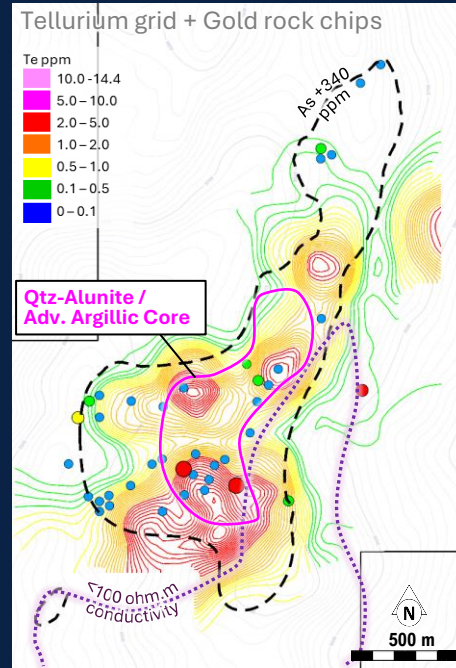 Tellurium grid + Gold rock chips
Te ppm
10.0-14.4
5.0-10.0
2.0-5.0
1.0-2.0
0.5-1.0
0.1-0.5
0-0.1
As +340
ppm
Qtz-Alunite /
Adv. Argillic Core
<100 ohm.m
conductivity
N
500 m